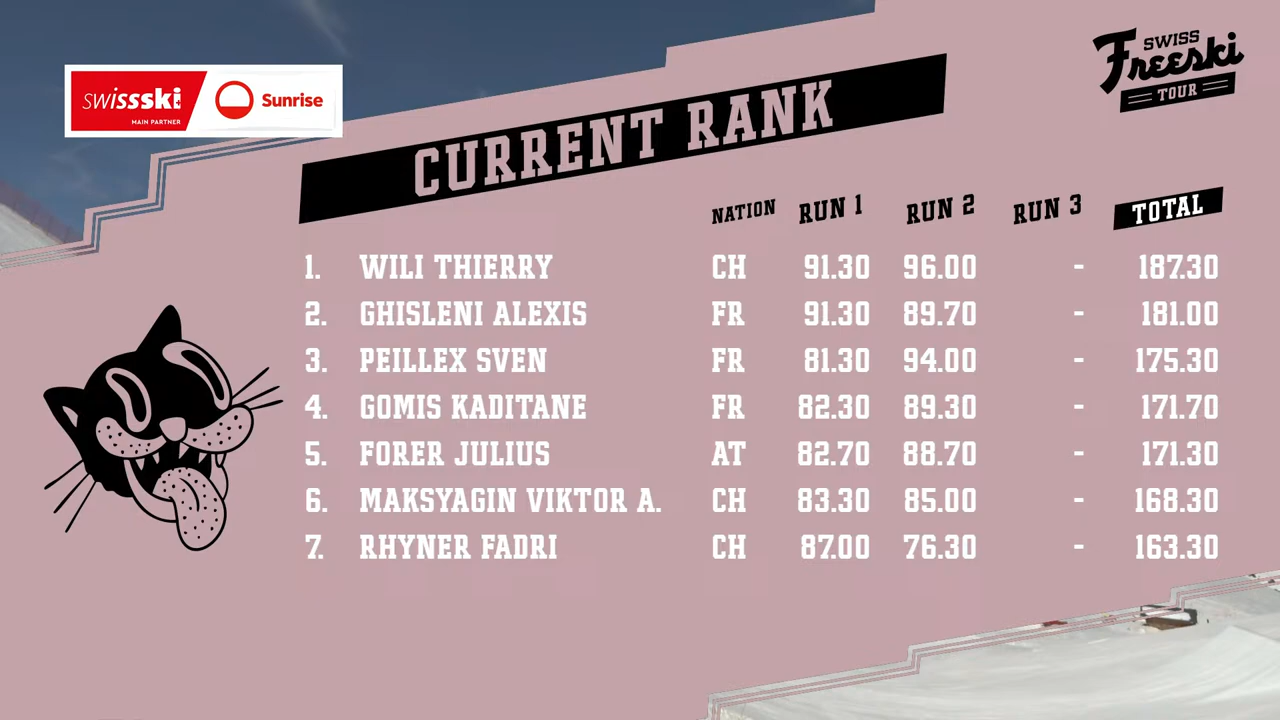 swissski
MAIN PARTNER
Sunrise
SWISS
Freeski
TOUR
CURRENT RANK
NATION RUN 1 RUN 2 RUN 3 TOTAL
1. WILI THIERRY CH 91.30 96.00 - 187.30
2. GHISLENI ALEXIS FR 91.30 89.70 - 181.00
3. PEILLEX SVEN FR 81.30 94.00 - 175.30
4. GOMIS KADITANE FR 82.30 89.30 - 171.70
5. FORER JULIUS AT 82.70 88.70 - 171.30
6. MAKSYAGIN VIKTOR A. CH 83.30 85.00 - 168.30
7. RHYNER FADRI CH 87.00 76.30 - 163.30